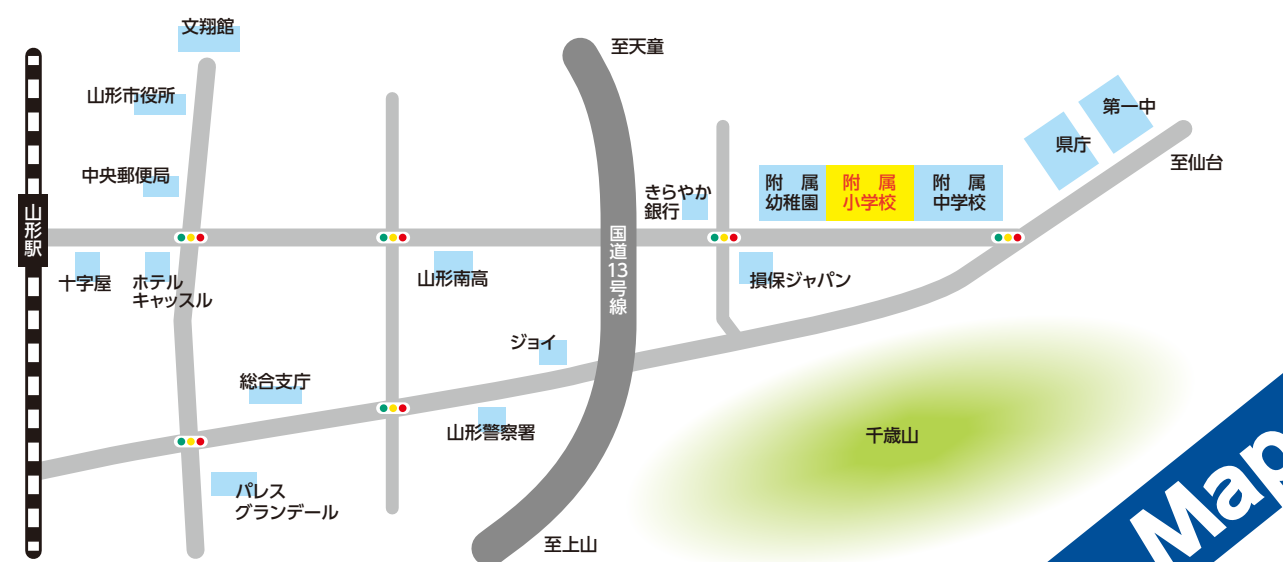 文翔館
至天童
山形市役所
第一中
県庁
至仙台
中央郵便局
きらやか
銀行
附　属
幼稚園
附　属
小学校
附　属
中学校
山形駅
国道13号線
十字屋
ホテル
キャッスル
山形南高
損保ジャパン
ジョイ
総合支庁
山形警察署
千歳山
パレス
グランデール
至上山
Map